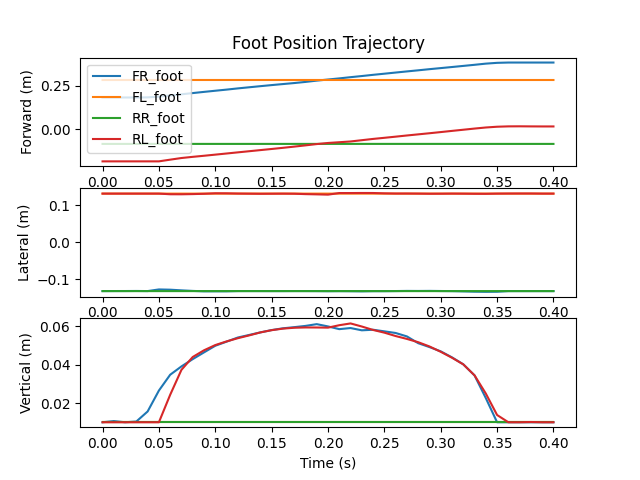 Foot Position Trajectory
Forward (m)
0.25
0.00
FR_foot
FL_foot
RR_foot
RL_foot
0.00 0.05 0.10 0.15 0.20 0.25 0.30 0.35 0.40
Lateral (m)
0.1
0.0
−0.1
0.00 0.05 0.10 0.15 0.20 0.25 0.30 0.35 0.40
Vertical (m)
0.06
0.04
0.02
0.00 0.05 0.10 0.15 0.20 0.25 0.30 0.35 0.40
Time (s)